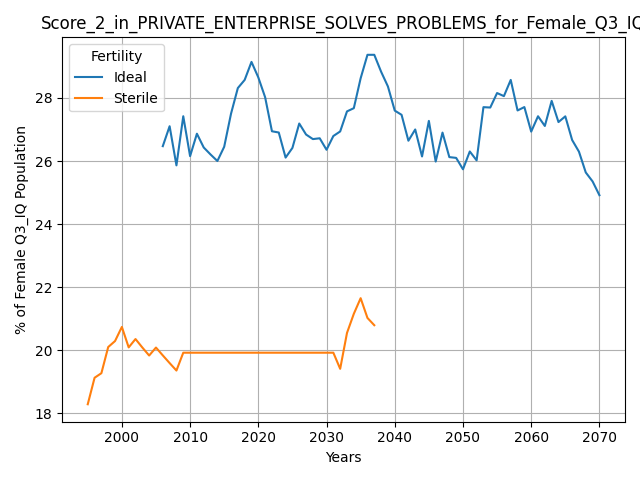 Score_2_in_PRIVATE_ENTERPRISE_SOLVES_PROBLEMS_for_Female_Q3_IQ
Fertility
Ideal
Sterile
% of Female Q3_IQ Population
28
26
24
22
20
18
2000 2010 2020 2030 2040 2050 2060 2070
Years